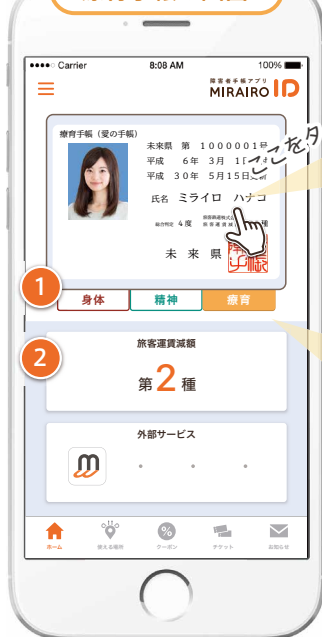 Carrier 8:08 AM 100%
障害者手帳アプリ
MIRAIRO ID
療育手帳（愛の手帳）
未来県 第 1000001号
平成 6年 3月 1
平成 30年 5月15日
ここをタ
氏名 ミライロ ハナコ
総合判定 4度
未来県
1
身体 精神 療育
2
旅客運賃減額
第2種
外部サービス
m
ホーム 使える場所 クーポン チケット お知らせ